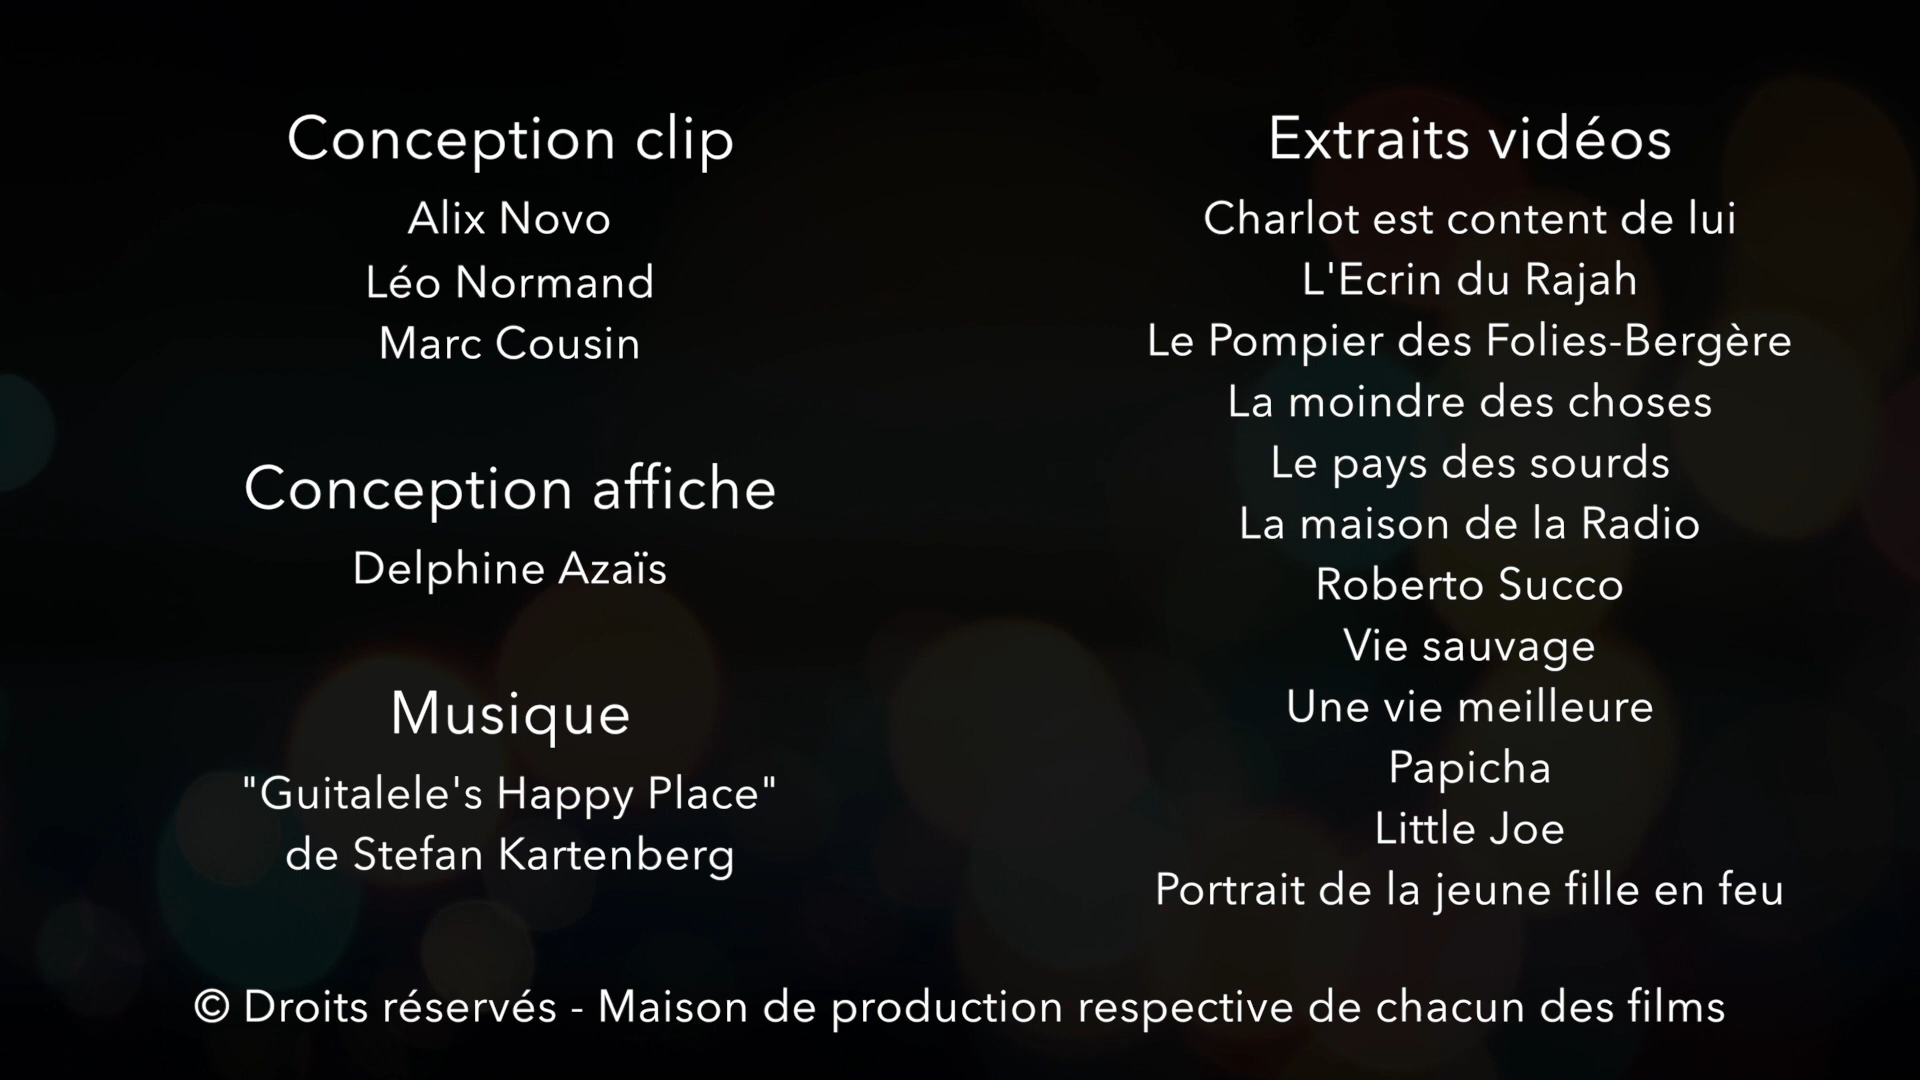 Conception clip
Alix Novo
Léo Normand
Marc Cousin
Conception affiche
Delphine Azaïs
Musique
"Guitalele's Happy Place"
de Stefan Kartenberg
Extraits vidéos
Charlot est content de lui
L'Ecrin du Rajah
Le Pompier des Folies-Bergère
La moindre des choses
Le pays des sourds
La maison de la Radio
Roberto Succo
Vie sauvage
Une vie meilleure
Papicha
Little Joe
Portrait de la jeune fille en feu
© Droits réservés - Maison de production respective de chacun des films